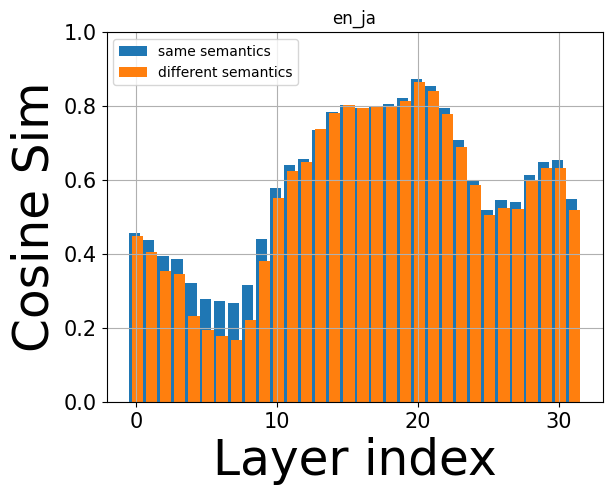 en_ja
same semantics
different semantics
Cosine Sim
1.0
0.8
0.6
0.4
0.2
0.0
0 10 20 30
Layer index